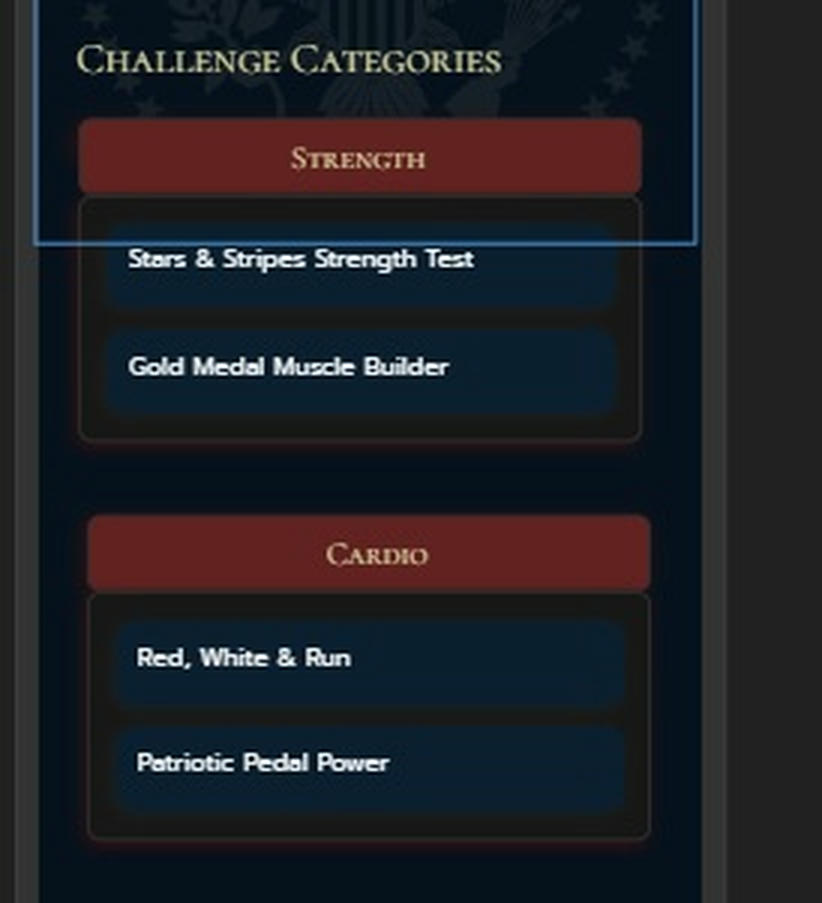 Challenge Categories
Strength
Stars & Stripes Strength Test
Gold Medal Muscle Builder
Cardio
Red, White & Run
Patriotic Pedal Power